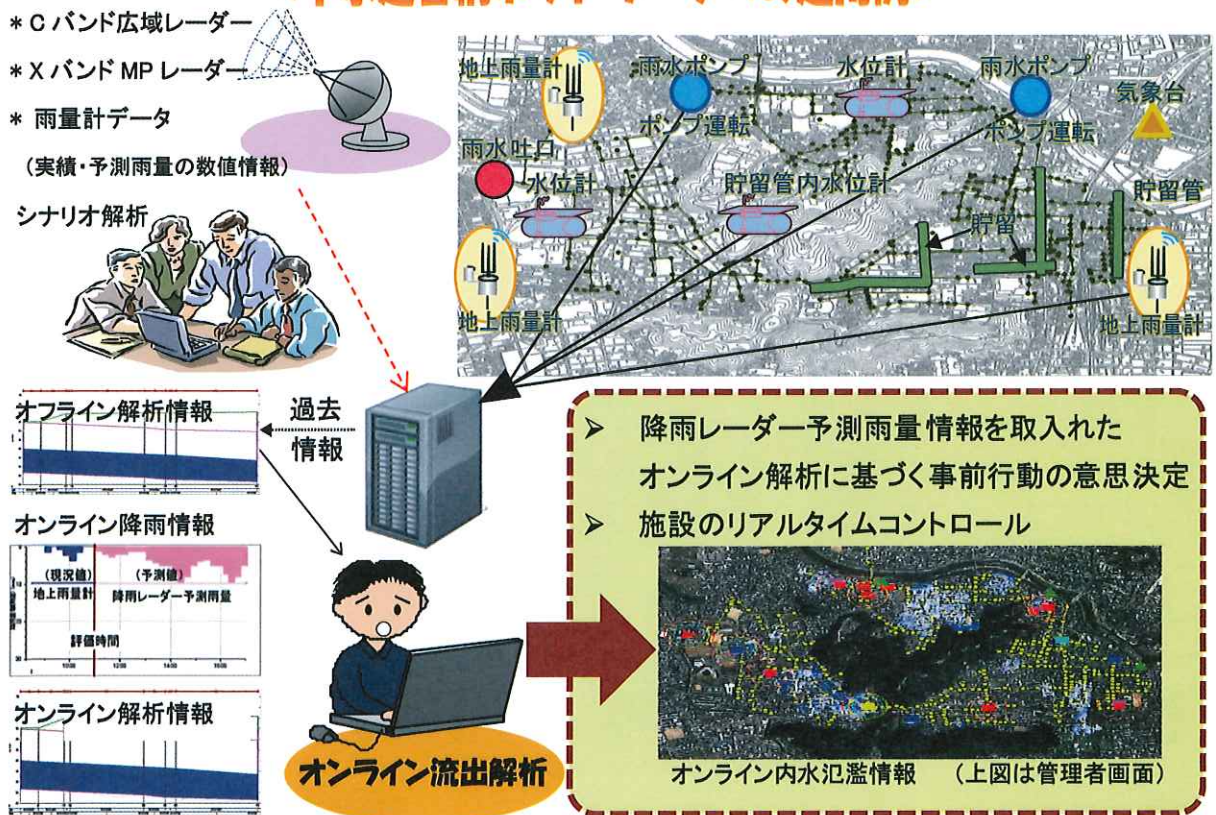 * C バンド広域レーダー
* X バンド MP レーダー
* 雨量計データ
(実績・予測雨量の数値情報)
シナリオ解析
地上雨量計
雨水ポンプ
水位計
雨水ポンプ
気象台
ポンプ運転
ポンプ運転
雨水吐口
水位計
貯留管内水位計
貯留管
貯留
地上雨量計
地上雨量計
オフライン解析情報
過去
情報
オンライン降雨情報
(現況値)
(予測値)
地上雨量計
降雨レーダー予測雨量
評価時間
10:00
12:00
14:00
16:00
オンライン解析情報
オンライン流出解析
➢ 降雨レーダー予測雨量情報を取入れた
オンライン解析に基づく事前行動の意思決定
➢ 施設のリアルタイムコントロール
オンライン内水氾濫情報 (上図は管理者画面)